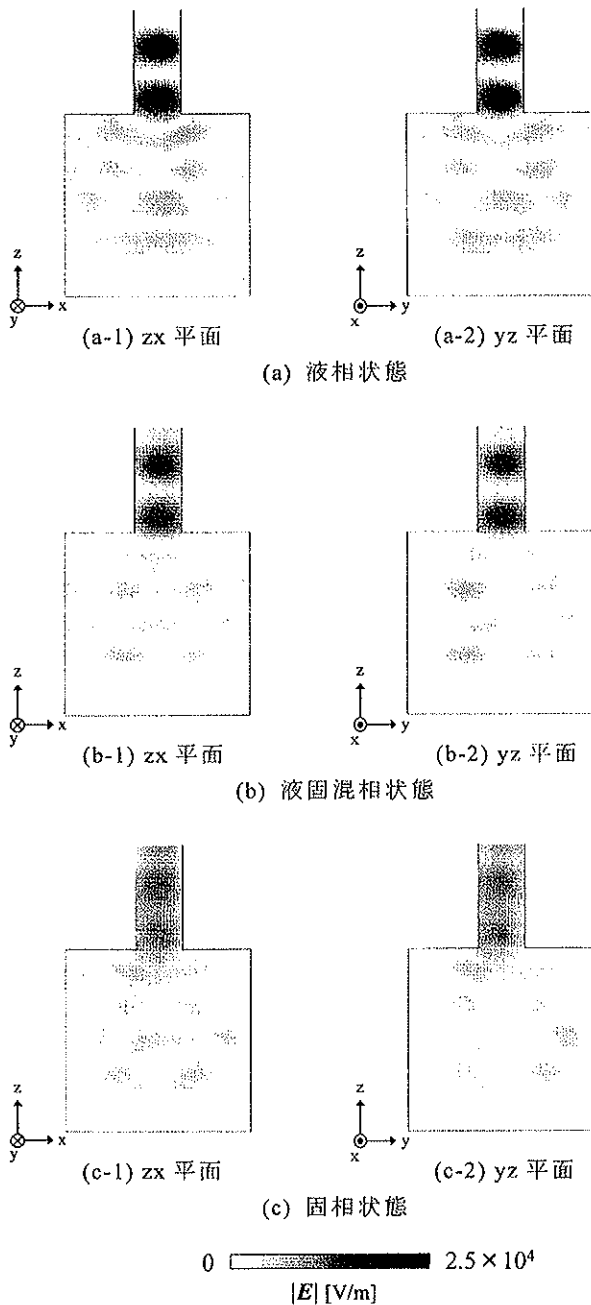 z
x
y
(a-1) zx 平面
z
y
x
(a-2) yz 平面
(a) 液相状態
z
x
y
(b-1) zx 平面
z
y
x
(b-2) yz 平面
(b) 液固混相状態
z
x
y
(c-1) zx 平面
z
y
x
(c-2) yz 平面
(c) 固相状態
0 2.5×10⁴
|E| [V/m]